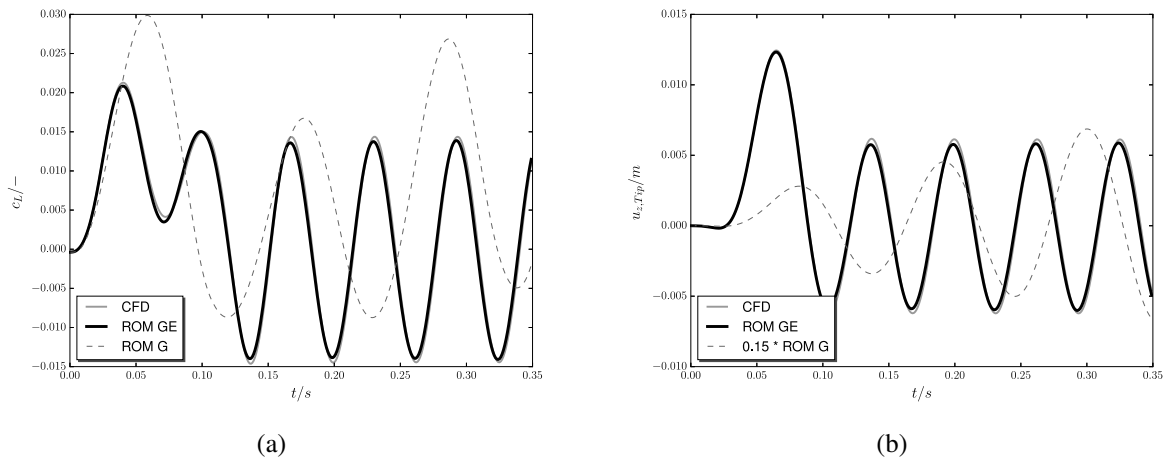 0.030
0.025
0.020
0.015
0.010
0.005
0.000
−0.005
−0.010
−0.015
c_L/−
CFD
ROM GE
ROM G
0.00 0.05 0.10 0.15 0.20 0.25 0.30 0.35
t/s
(a)
0.015
0.010
0.005
0.000
−0.005
−0.010
u_{z,Tip}/m
CFD
ROM GE
0.15 * ROM G
0.00 0.05 0.10 0.15 0.20 0.25 0.30 0.35
t/s
(b)